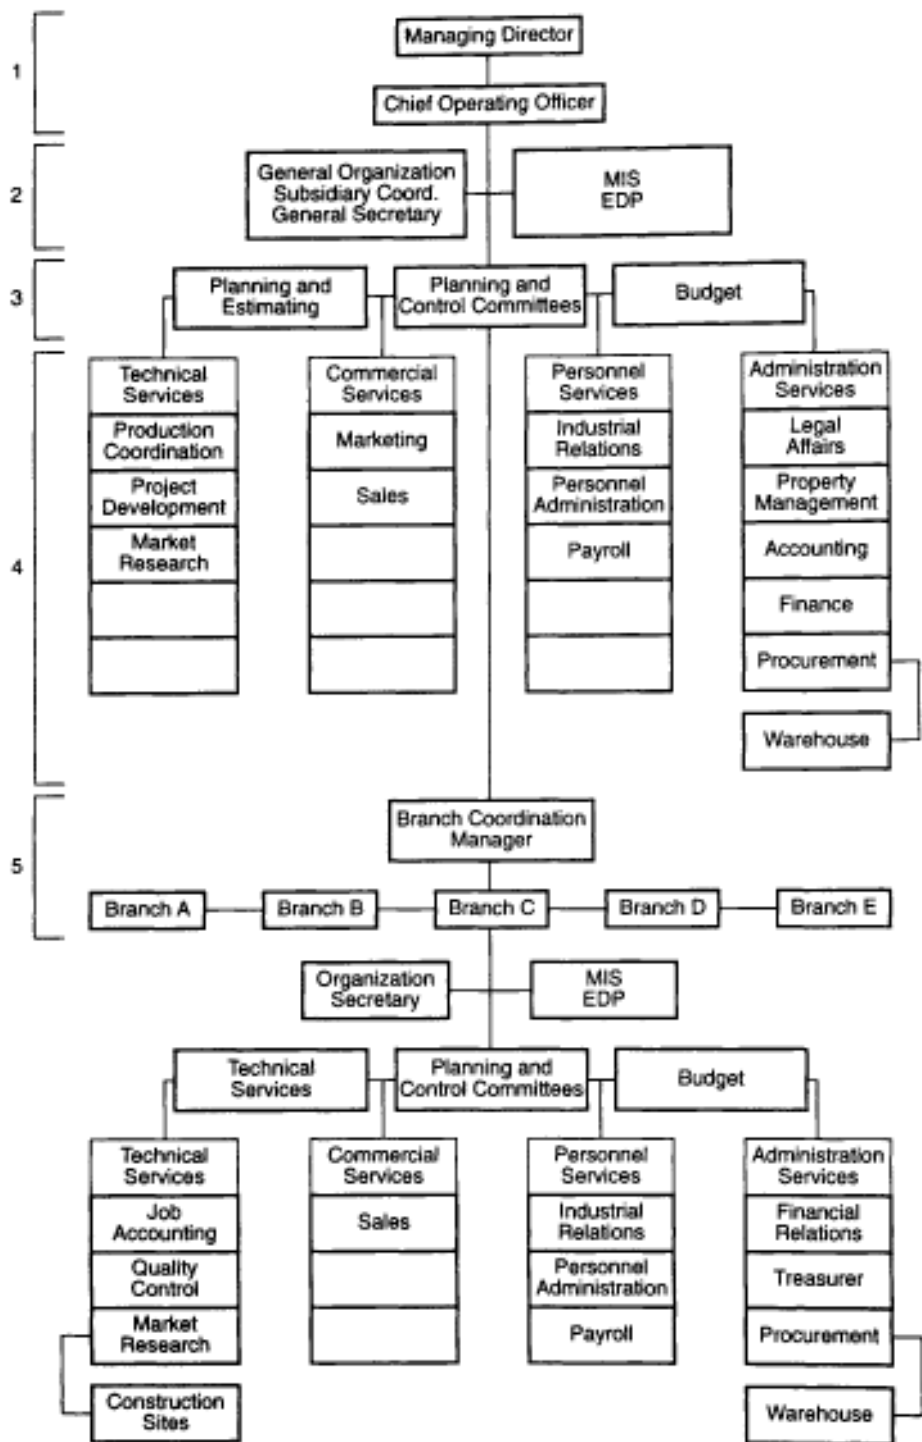 1
Managing Director
Chief Operating Officer
2
General Organization
Subsidiary Coord.
General Secretary
MIS
EDP
3
Planning and
Estimating
Planning and
Control Committees
Budget
4
Technical
Services
Production
Coordination
Project
Development
Market
Research
Commercial
Services
Marketing
Sales
Personnel
Services
Industrial
Relations
Personnel
Administration
Payroll
Administration
Services
Legal
Affairs
Property
Management
Accounting
Finance
Procurement
Warehouse
5
Branch Coordination
Manager
Branch A
Branch B
Branch C
Branch D
Branch E
Organization
Secretary
MIS
EDP
Technical
Services
Planning and
Control Committees
Budget
Technical
Services
Job
Accounting
Quality
Control
Market
Research
Construction
Sites
Commercial
Services
Sales
Personnel
Services
Industrial
Relations
Personnel
Administration
Payroll
Administration
Services
Financial
Relations
Treasurer
Procurement
Warehouse